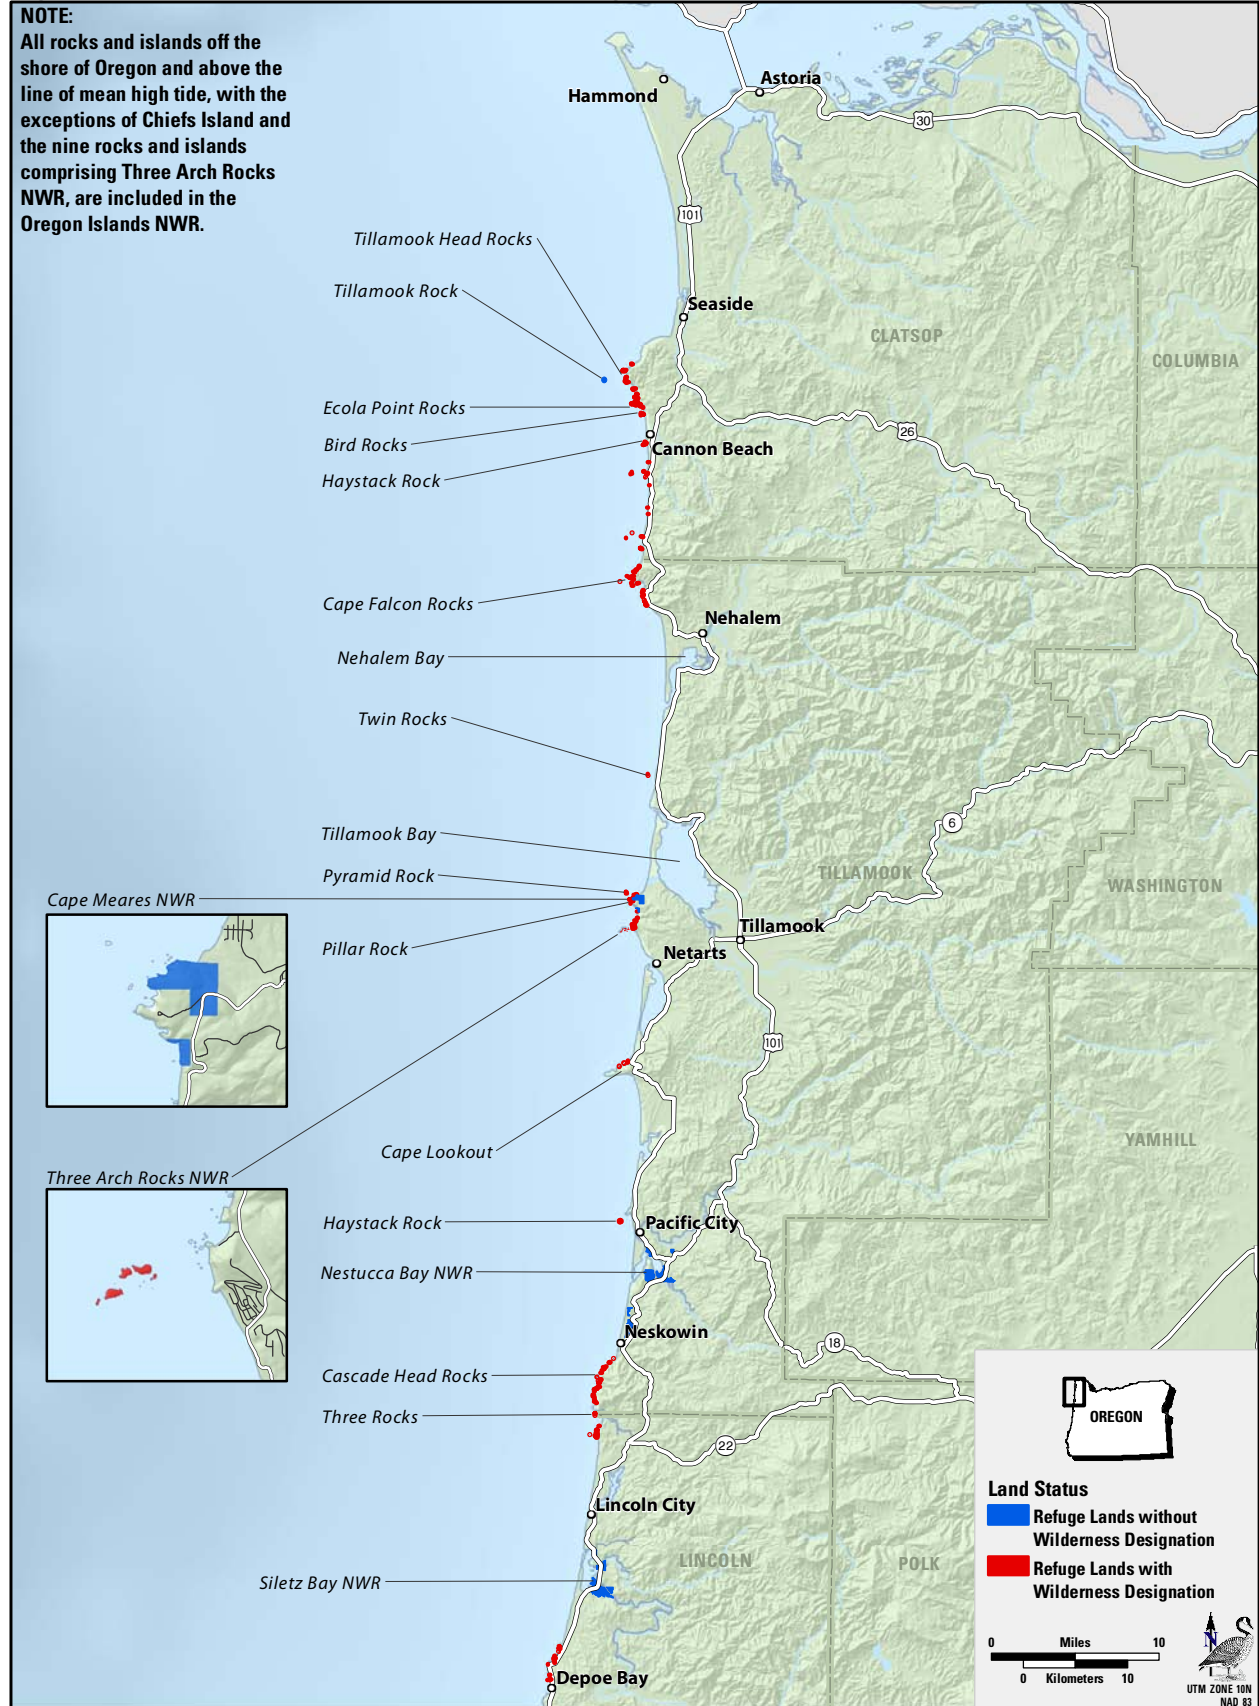 NOTE:
All rocks and islands off the
shore of Oregon and above the
line of mean high tide, with the
exceptions of Chiefs Island and
the nine rocks and islands
comprising Three Arch Rocks
NWR, are included in the
Oregon Islands NWR.
Hammond
Astoria
30
101
Tillamook Head Rocks
Tillamook Rock
Seaside
CLATSOP
COLUMBIA
Ecola Point Rocks
26
Bird Rocks
Cannon Beach
Haystack Rock
Cape Falcon Rocks
Nehalem
Nehalem Bay
Twin Rocks
6
Tillamook Bay
Pyramid Rock
TILLAMOOK
WASHINGTON
Cape Meares NWR
Tillamook
Pillar Rock
Netarts
101
YAMHILL
Cape Lookout
Three Arch Rocks NWR
Haystack Rock
Pacific City
Nestucca Bay NWR
Neskowin
18
Cascade Head Rocks
Three Rocks
22
Lincoln City
LINCOLN
POLK
Siletz Bay NWR
Depoe Bay
OREGON
Land Status
Refuge Lands without
Wilderness Designation
Refuge Lands with
Wilderness Designation
0 Miles 10
0 Kilometers 10
N
UTM ZONE 10N
NAD 83